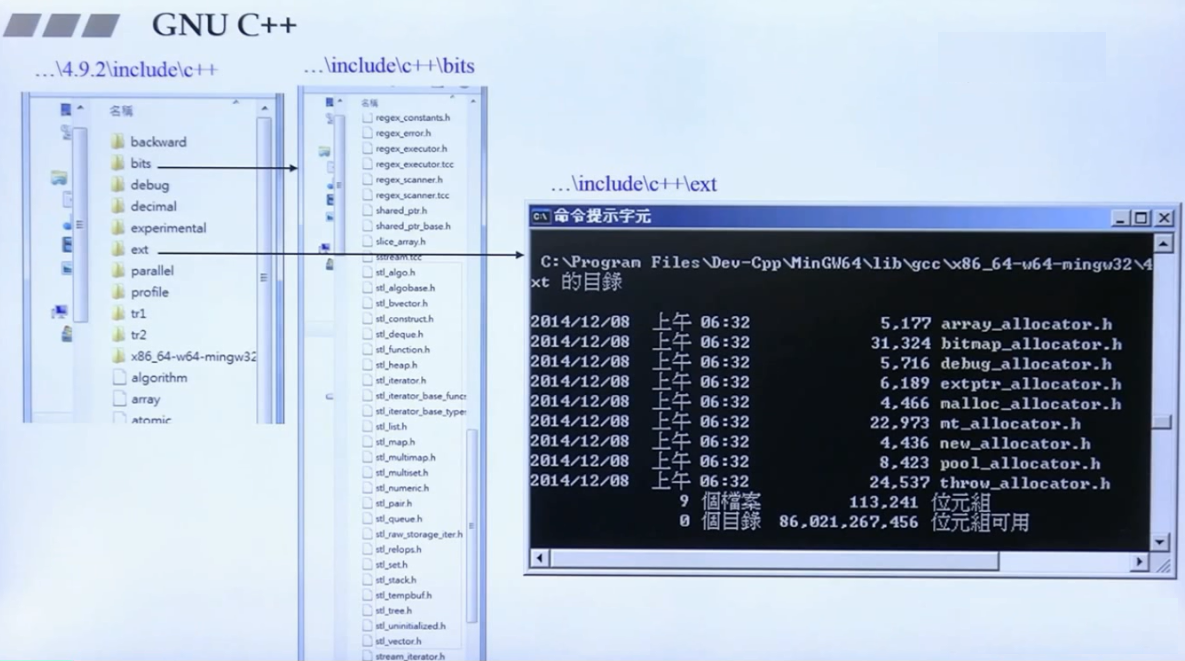 GNU C++
…\4.9.2\include\c++
名稱
backward
bits
debug
decimal
experimental
ext
parallel
profile
tr1
tr2
x86_64-w64-mingw32
algorithm
array
atomic
…\include\c++\bits
名稱
regex_constants.h
regex_error.h
regex_executor.h
regex_executor.tcc
regex_scanner.h
regex_scanner.tcc
shared_ptr.h
shared_ptr_base.h
slice_array.h
sstream.tcc
stl_algo.h
stl_algobase.h
stl_bvector.h
stl_construct.h
stl_deque.h
stl_function.h
stl_heap.h
stl_iterator.h
stl_iterator_base_funcs
stl_iterator_base_types
stl_list.h
stl_map.h
stl_multimap.h
stl_multiset.h
stl_numeric.h
stl_pair.h
stl_queue.h
stl_raw_storage_iter.h
stl_relops.h
stl_set.h
stl_stack.h
stl_tempbuf.h
stl_tree.h
stl_uninitialized.h
stl_vector.h
stream_iterator.h
…\include\c++\ext
命令提示字元
C:\Program Files\Dev-Cpp\MinGW64\lib\gcc\x86_64-w64-mingw32\4
xt 的目錄
2014/12/08 上午 06:32 5,177 array_allocator.h
2014/12/08 上午 06:32 31,324 bitmap_allocator.h
2014/12/08 上午 06:32 5,716 debug_allocator.h
2014/12/08 上午 06:32 6,189 extptr_allocator.h
2014/12/08 上午 06:32 4,466 malloc_allocator.h
2014/12/08 上午 06:32 22,973 mt_allocator.h
2014/12/08 上午 06:32 4,436 new_allocator.h
2014/12/08 上午 06:32 8,423 pool_allocator.h
2014/12/08 上午 06:32 24,537 throw_allocator.h
9 個檔案 113,241 位元組
0 個目錄 86,021,267,456 位元組可用